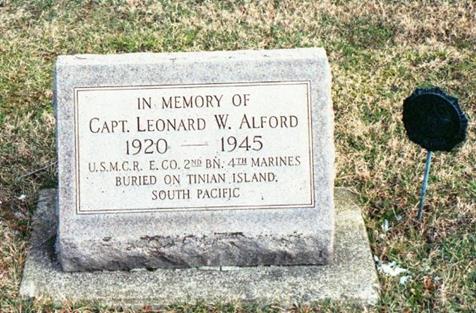 IN MEMORY OF
CAPT. LEONARD W. ALFORD
1920 — 1945
U.S.M.C.R. E. CO. 2ND BN. 4TH MARINES
BURIED ON TINIAN ISLAND,
SOUTH PACIFIC